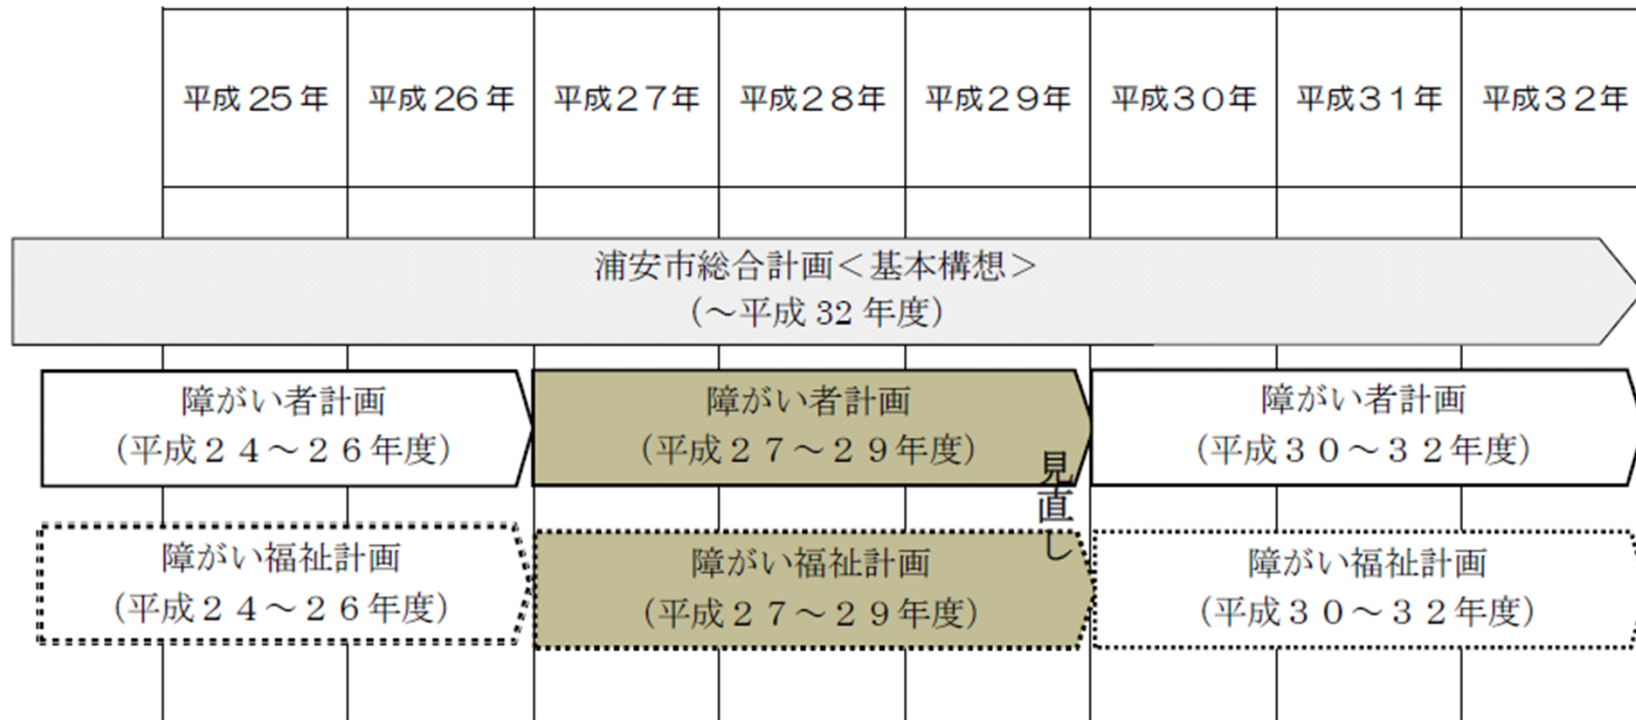 平成25年 平成26年 平成27年 平成28年 平成29年 平成30年 平成31年 平成32年
浦安市総合計画＜基本構想＞
（～平成 32 年度）
障がい者計画
（平成２４～２６年度）
障がい者計画
（平成２７～２９年度）
見直し
障がい者計画
（平成３０～３２年度）
障がい福祉計画
（平成２４～２６年度）
障がい福祉計画
（平成２７～２９年度）
障がい福祉計画
（平成３０～３２年度）